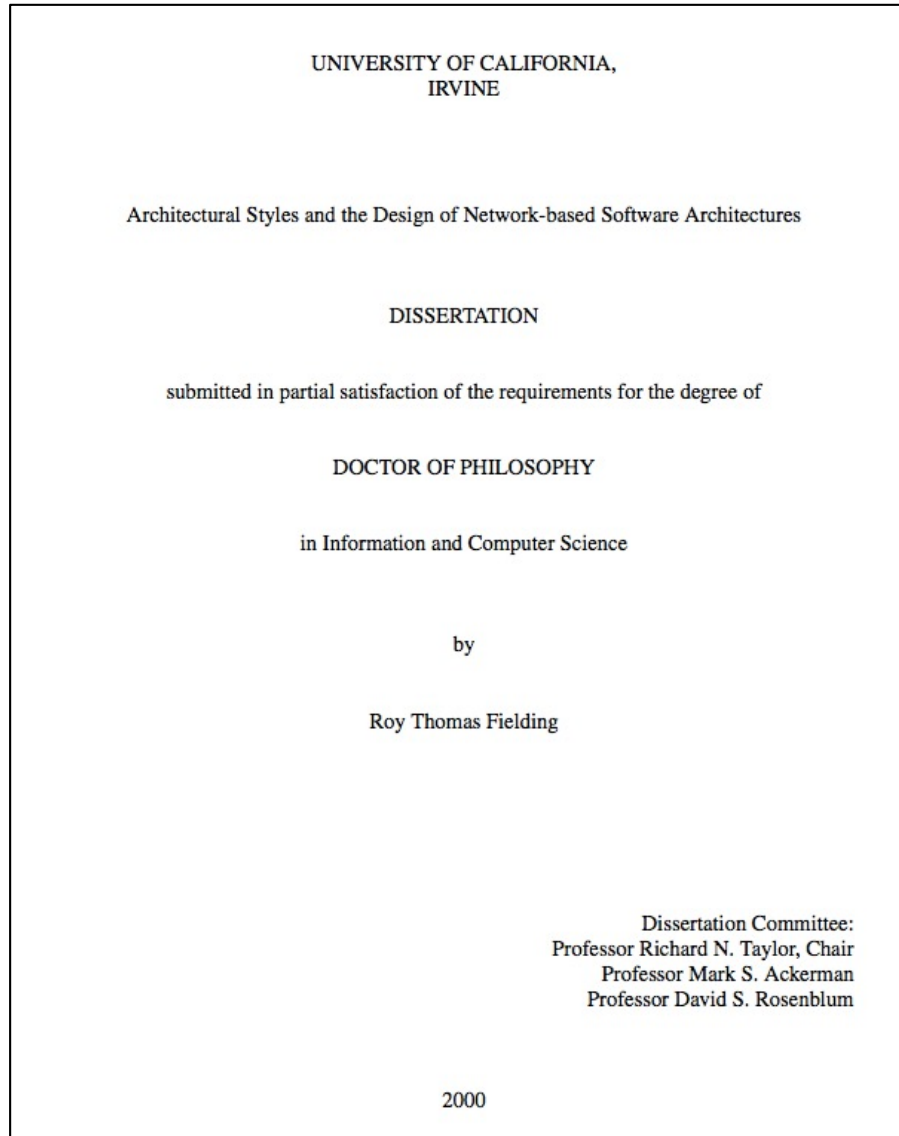 UNIVERSITY OF CALIFORNIA,
IRVINE
Architectural Styles and the Design of Network-based Software Architectures
DISSERTATION
submitted in partial satisfaction of the requirements for the degree of
DOCTOR OF PHILOSOPHY
in Information and Computer Science
by
Roy Thomas Fielding
Dissertation Committee:
Professor Richard N. Taylor, Chair
Professor Mark S. Ackerman
Professor David S. Rosenblum
2000